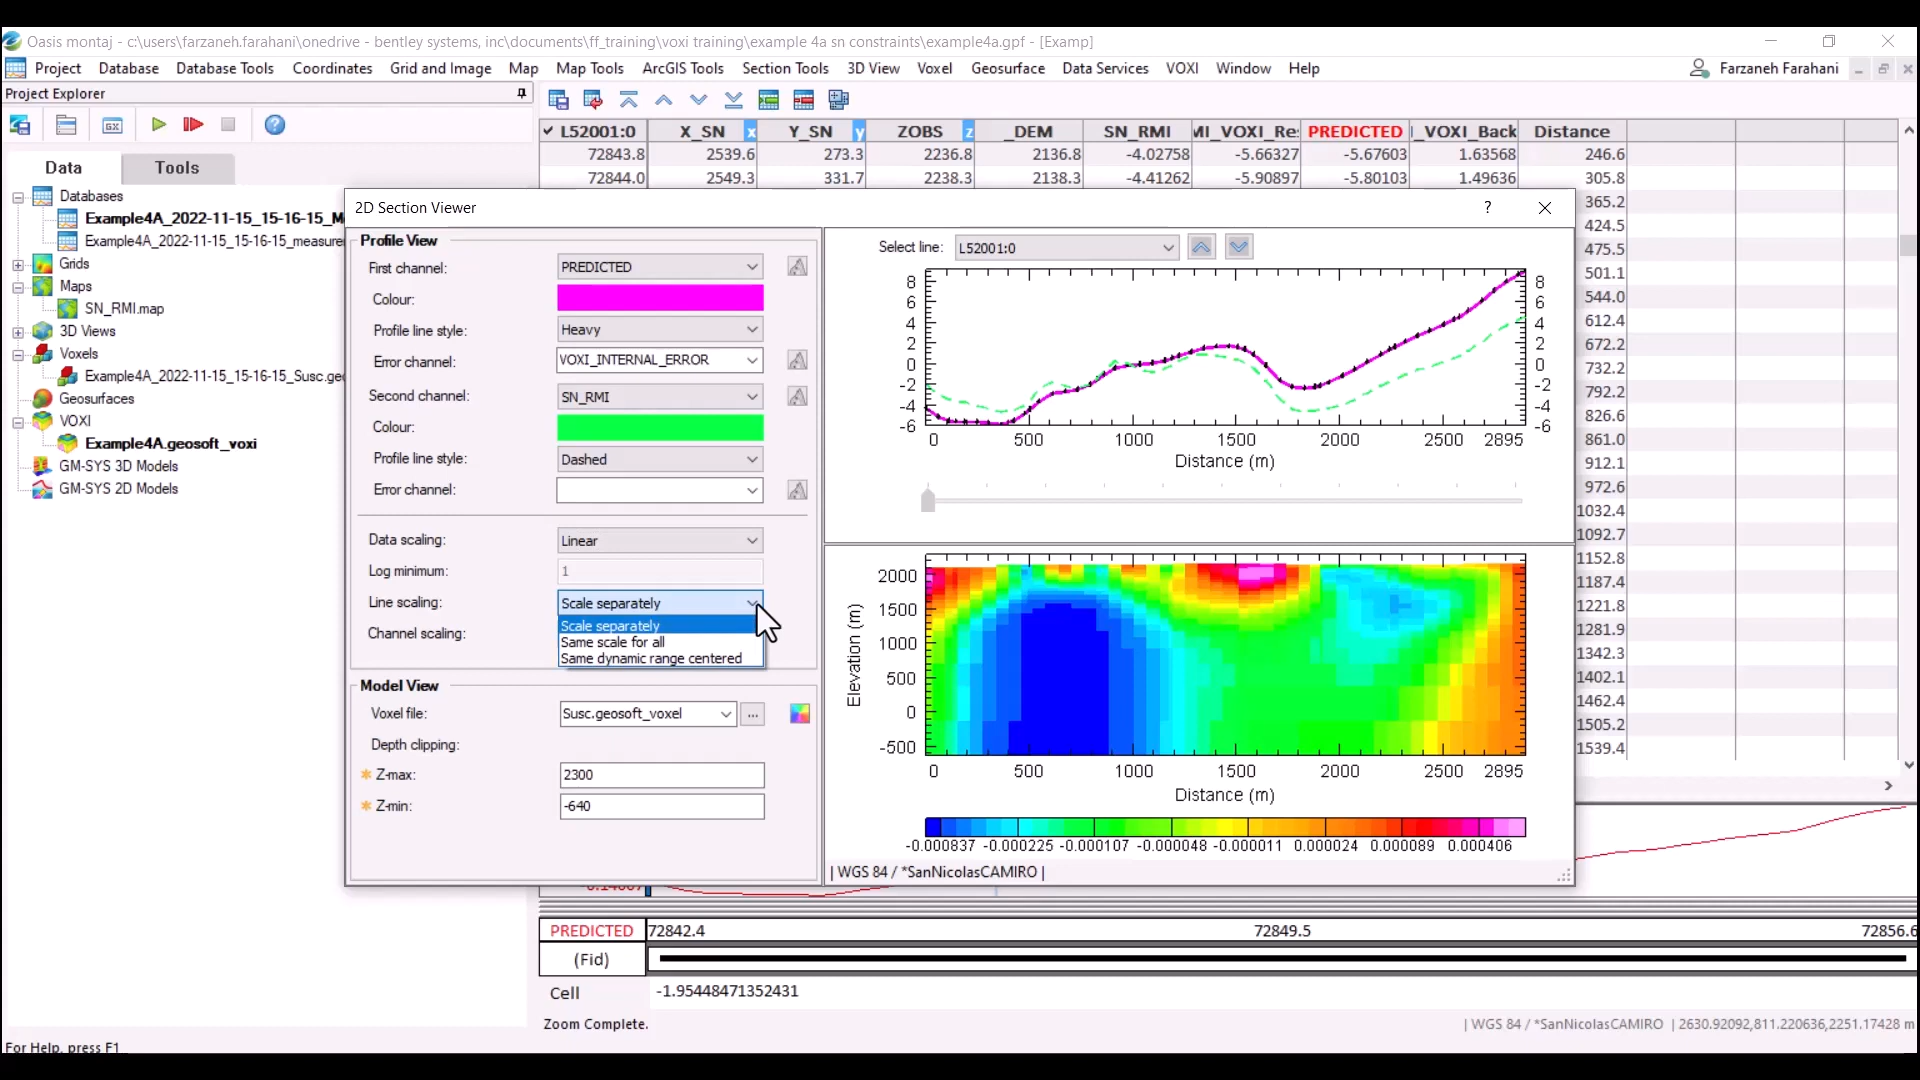 Oasis montaj - c:\users\farzaneh.farahani\onedrive - bentley systems, inc\documents\ff_training\voxi training\example 4a sn constraints\example4a.gpf - [Examp]
Project Database Database Tools Coordinates Grid and Image Map Map Tools ArcGIS Tools Section Tools 3D View Voxel Geosurface Data Services VOXI Window Help Farzaneh Farahani
Project Explorer
Data Tools
Databases
Example4A_2022-11-15_15-16-15_M
Example4A_2022-11-15_15-16-15_measure
Grids
Maps
SN_RMI.map
3D Views
Voxels
Example4A_2022-11-15_15-16-15_Susc.geo
Geosurfaces
VOXI
Example4A.geosoft_voxi
GM-SYS 3D Models
GM-SYS 2D Models
L52001:0 X_SN x Y_SN y ZOBS z _DEM SN_RMI MI_VOXI_Re: PREDICTED _VOXI_Back Distance
72843.8 2539.6 273.3 2236.8 2136.8 -4.02758 -5.66327 -5.67603 1.63568 246.6
72844.0 2549.3 331.7 2238.3 2138.3 -4.41262 -5.90897 -5.80103 1.49636 305.8
365.2
424.5
475.5
501.1
544.0
612.4
672.2
732.2
792.2
826.6
861.0
912.1
972.6
1032.4
1092.7
1152.8
1187.4
1221.8
1281.9
1342.3
1402.1
1462.4
1505.2
1539.4
2D Section Viewer ?
Profile View
First channel: PREDICTED
Colour:
Profile line style: Heavy
Error channel: VOXI_INTERNAL_ERROR
Second channel: SN_RMI
Colour:
Profile line style: Dashed
Error channel:
Data scaling: Linear
Log minimum: 1
Line scaling: Scale separately
Scale separately
Channel scaling:
Same scale for all
Same dynamic range centered
Model View
Voxel file: Susc.geosoft_voxel ...
Depth clipping:
Z-max: 2300
Z-min: -640
Select line: L52001:0
8 8
6 6
4 4
2 2
0 0
-2 -2
-4 -4
-6 -6
0 500 1000 1500 2000 2500 2895
Distance (m)
Elevation (m)
2000
1500
1000
500
0
-500
0 500 1000 1500 2000 2500 2895
Distance (m)
-0.000837 -0.000225 -0.000107 -0.000048 -0.000011 0.000024 0.000089 0.000406
| WGS 84 / *SanNicolasCAMIRO |
PREDICTED 72842.4 72849.5 72856.6
(Fid)
Cell -1.95448471352431
Zoom Complete. | WGS 84 / *SanNicolasCAMIRO | 2630.92092,811.220636,2251.17428 m
For Help, press F1